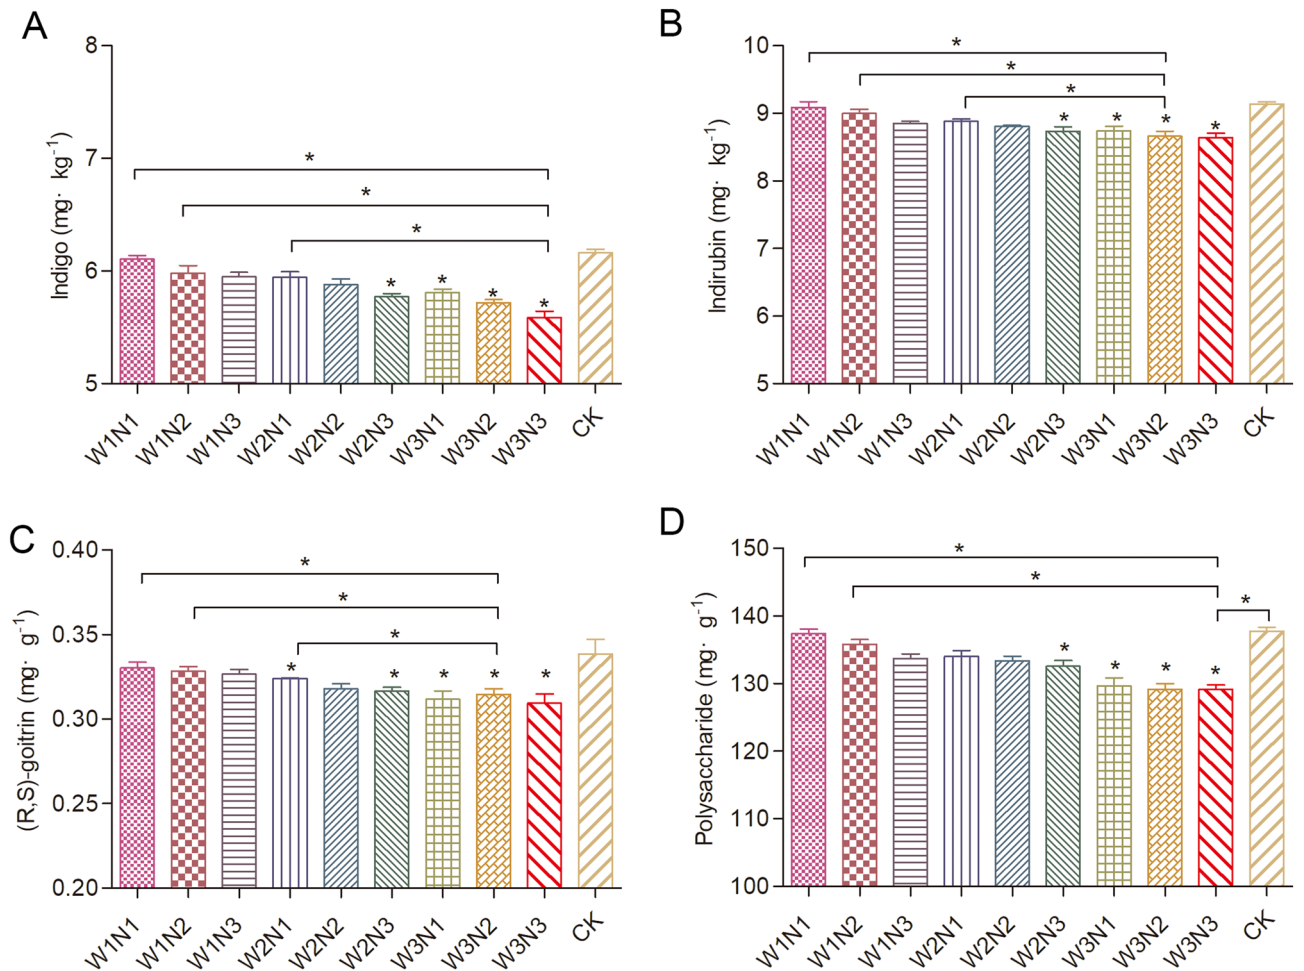 A
Indigo (mg· kg⁻¹)
8
7
6
5
*
*
*
* * * *
W1N1 W1N2 W1N3 W2N1 W2N2 W2N3 W3N1 W3N2 W3N3 CK
B
Indirubin (mg· kg⁻¹)
10
9
8
7
6
5
*
*
*
* * * *
W1N1 W1N2 W1N3 W2N1 W2N2 W2N3 W3N1 W3N2 W3N3 CK
C
(R,S)-goitrin (mg· g⁻¹)
0.40
0.35
0.30
0.25
0.20
*
*
*
* * * * *
W1N1 W1N2 W1N3 W2N1 W2N2 W2N3 W3N1 W3N2 W3N3 CK
D
Polysaccharide (mg· g⁻¹)
150
140
130
120
110
100
*
*
*
* * * *
W1N1 W1N2 W1N3 W2N1 W2N2 W2N3 W3N1 W3N2 W3N3 CK